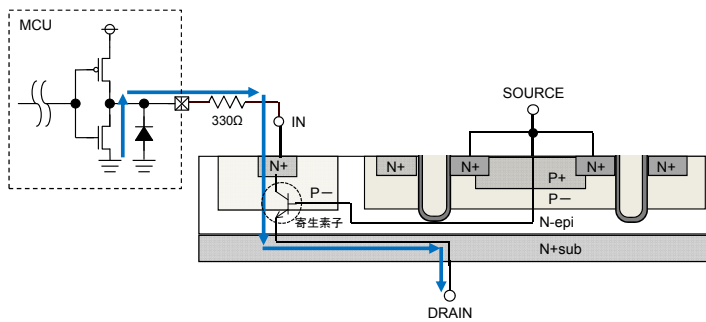 MCU
330Ω
IN
SOURCE
N+
N+
N+
N+
N+
P+
P－
P－
寄生素子
N-epi
N+sub
DRAIN